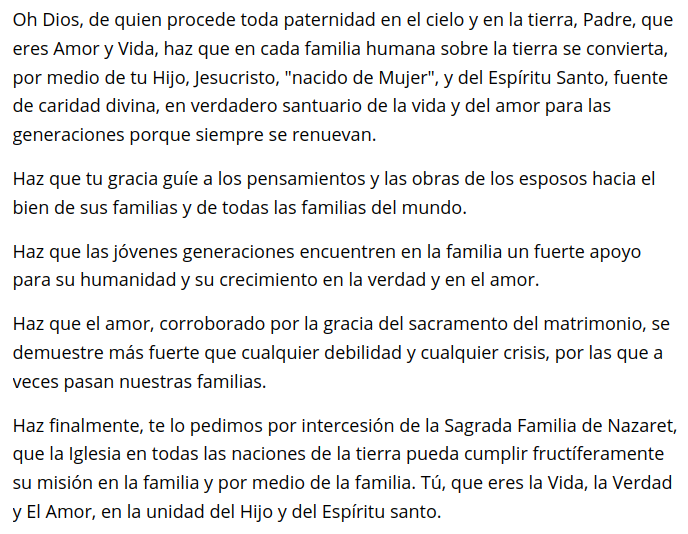 Oh Dios, de quien procede toda paternidad en el cielo y en la tierra, Padre, que
eres Amor y Vida, haz que en cada familia humana sobre la tierra se convierta,
por medio de tu Hijo, Jesucristo, "nacido de Mujer", y del Espíritu Santo, fuente
de caridad divina, en verdadero santuario de la vida y del amor para las
generaciones porque siempre se renuevan.
Haz que tu gracia guíe a los pensamientos y las obras de los esposos hacia el
bien de sus familias y de todas las familias del mundo.
Haz que las jóvenes generaciones encuentren en la familia un fuerte apoyo
para su humanidad y su crecimiento en la verdad y en el amor.
Haz que el amor, corroborado por la gracia del sacramento del matrimonio, se
demuestre más fuerte que cualquier debilidad y cualquier crisis, por las que a
veces pasan nuestras familias.
Haz finalmente, te lo pedimos por intercesión de la Sagrada Familia de Nazaret,
que la Iglesia en todas las naciones de la tierra pueda cumplir fructíferamente
su misión en la familia y por medio de la familia. Tú, que eres la Vida, la Verdad
y El Amor, en la unidad del Hijo y del Espíritu santo.